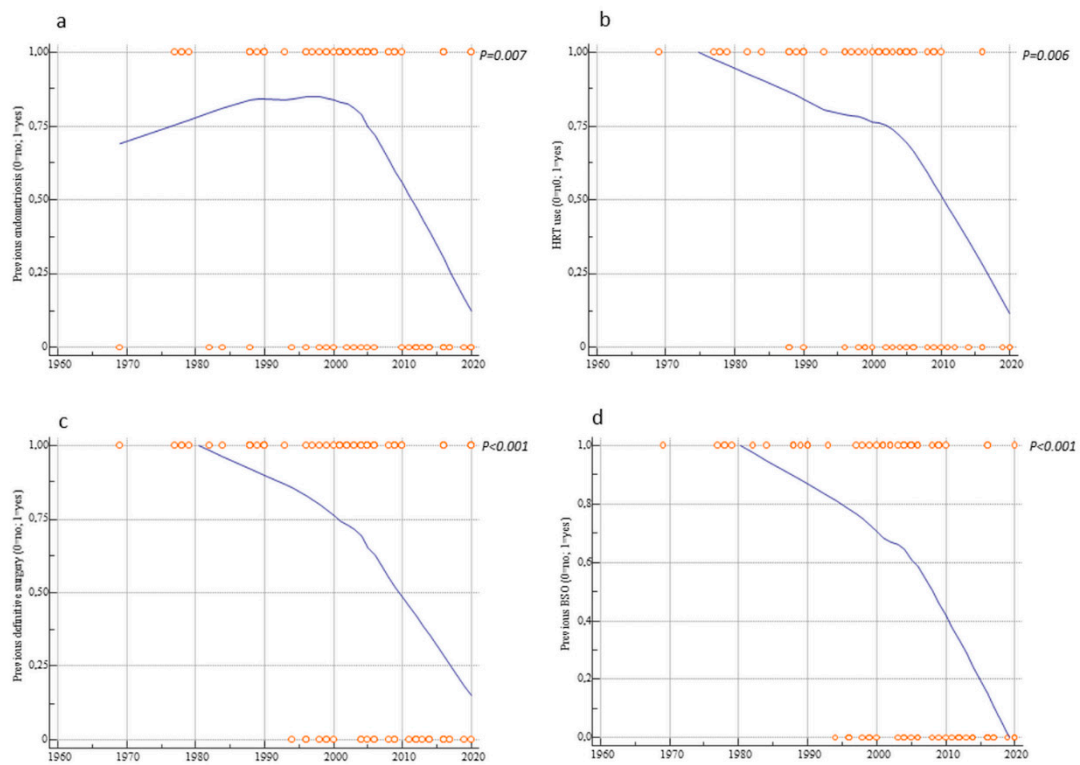 a
1,00
P=0.007
0,75
0,50
0,25
0
Previous endometriosis (0=no; 1=yes)
1960 1970 1980 1990 2000 2010 2020
b
1,00
P=0.006
0,75
0,50
0,25
0
HRT use (0=n0; 1=yes)
1960 1970 1980 1990 2000 2010 2020
c
1,00
P<0.001
0,75
0,50
0,25
0
Previous definitive surgery (0=no; 1=yes)
1960 1970 1980 1990 2000 2010 2020
d
1,0
P<0.001
0,8
0,6
0,4
0,2
0,0
Previous BSO (0=no; 1=yes)
1960 1970 1980 1990 2000 2010 2020